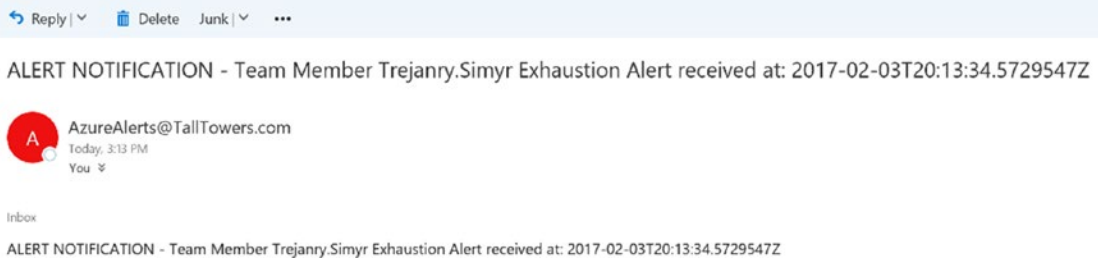 Reply | Delete Junk | •••
ALERT NOTIFICATION - Team Member Trejanry.Simyr Exhaustion Alert received at: 2017-02-03T20:13:34.5729547Z
A
AzureAlerts@TallTowers.com
Today, 3:13 PM
You
Inbox
ALERT NOTIFICATION - Team Member Trejanry.Simyr Exhaustion Alert received at: 2017-02-03T20:13:34.5729547Z